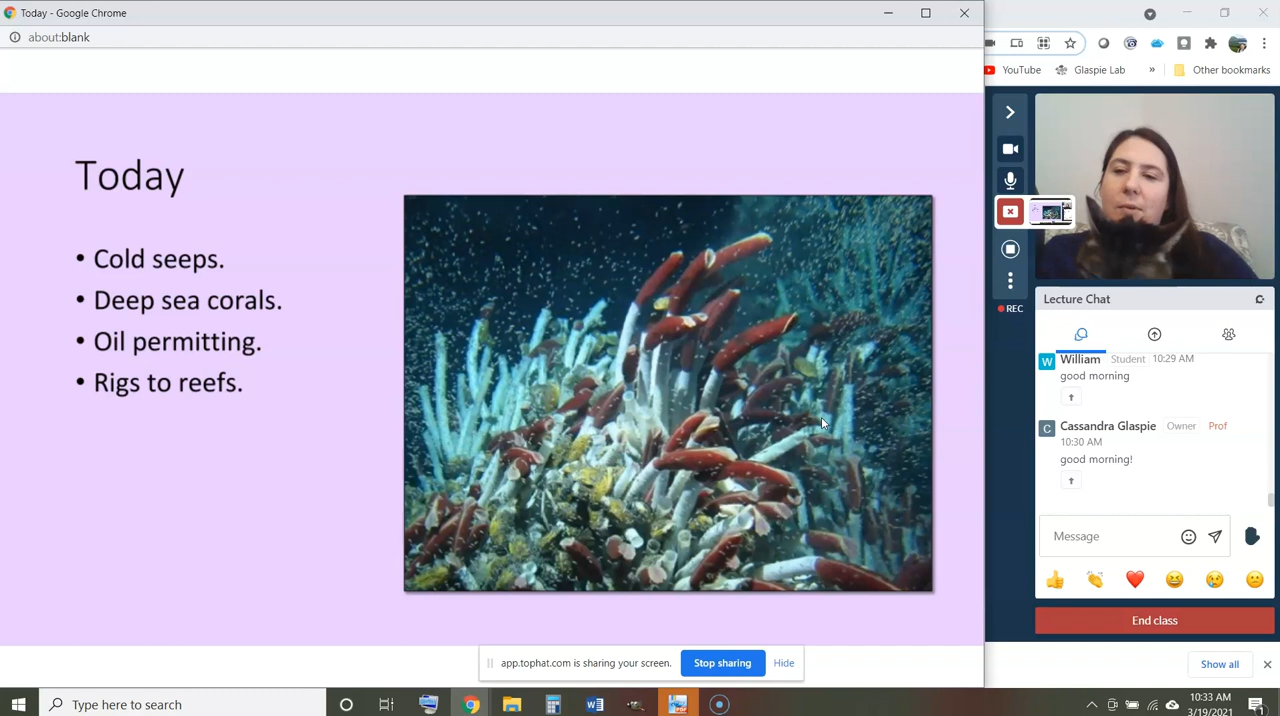 Today - Google Chrome
about:blank
YouTube
Glaspie Lab
»
Other bookmarks
Today
• Cold seeps.
• Deep sea corals.
• Oil permitting.
• Rigs to reefs.
REC
Lecture Chat
W
William Student 10:29 AM
good morning
C
Cassandra Glaspie Owner Prof
10:30 AM
good morning!
Message
End class
app.tophat.com is sharing your screen.
Stop sharing
Hide
Show all
Type here to search
10:33 AM
3/19/2021
1